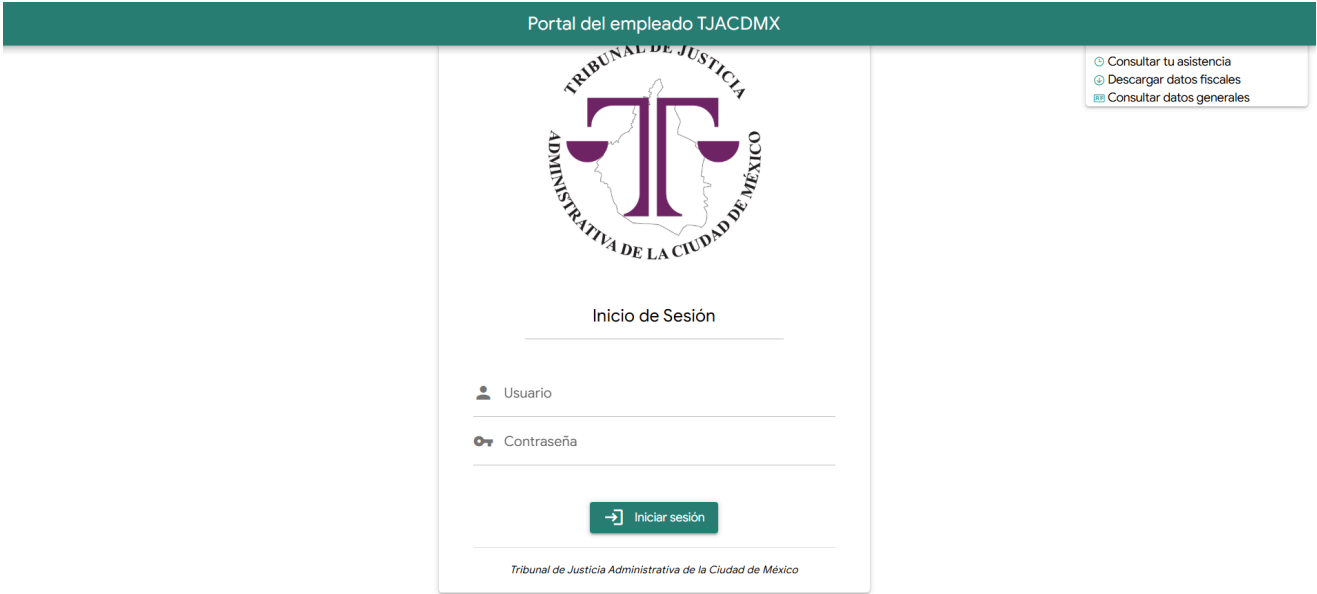 Portal del empleado TJACDMX
TRIBUNAL DE JUSTICIA
ADMINISTRATIVA DE LA CIUDAD DE MÉXICO
Consultar tu asistencia
Descargar datos fiscales
Consultar datos generales
Inicio de Sesión
Usuario
Contraseña
Iniciar sesión
Tribunal de Justicia Administrativa de la Ciudad de México